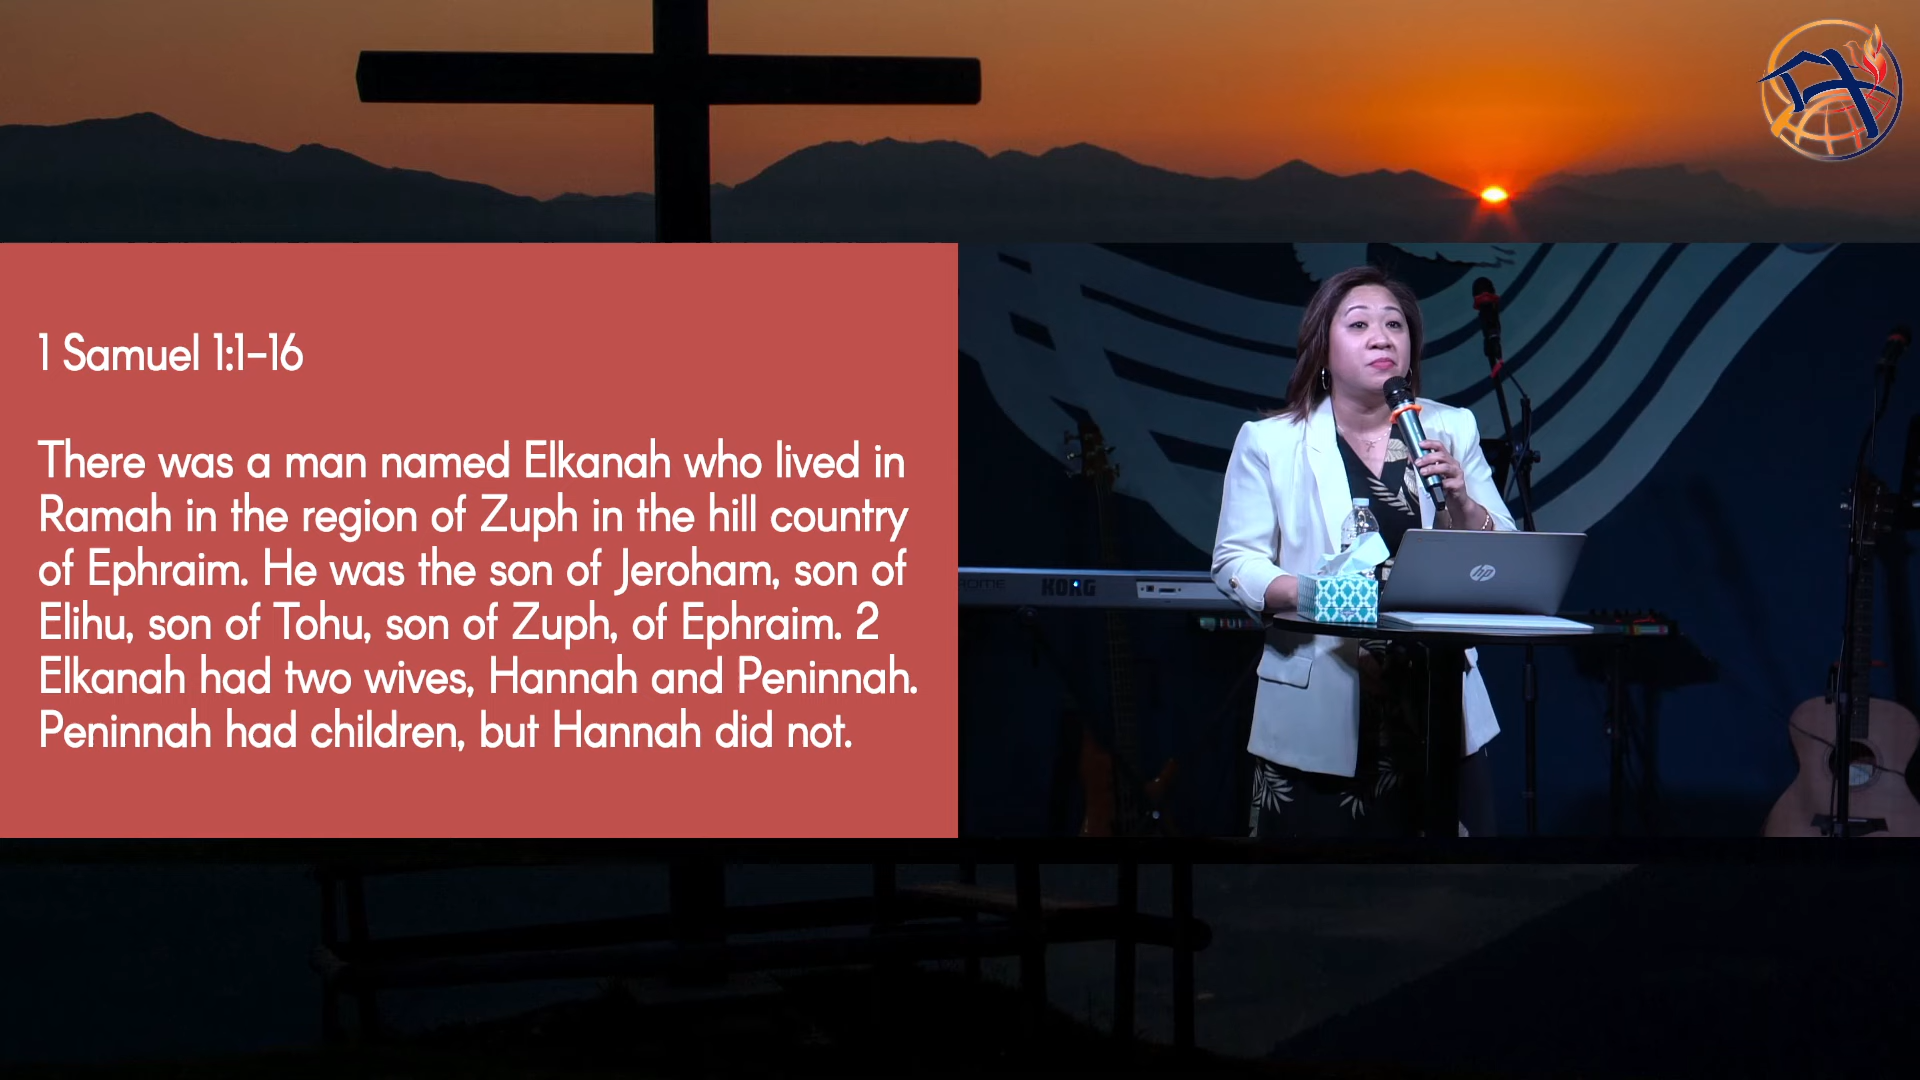 1 Samuel 1:1-16
There was a man named Elkanah who lived in
Ramah in the region of Zuph in the hill country
of Ephraim. He was the son of Jeroham, son of
Elihu, son of Tohu, son of Zuph, of Ephraim. 2
Elkanah had two wives, Hannah and Peninnah.
Peninnah had children, but Hannah did not.
KORG
hp